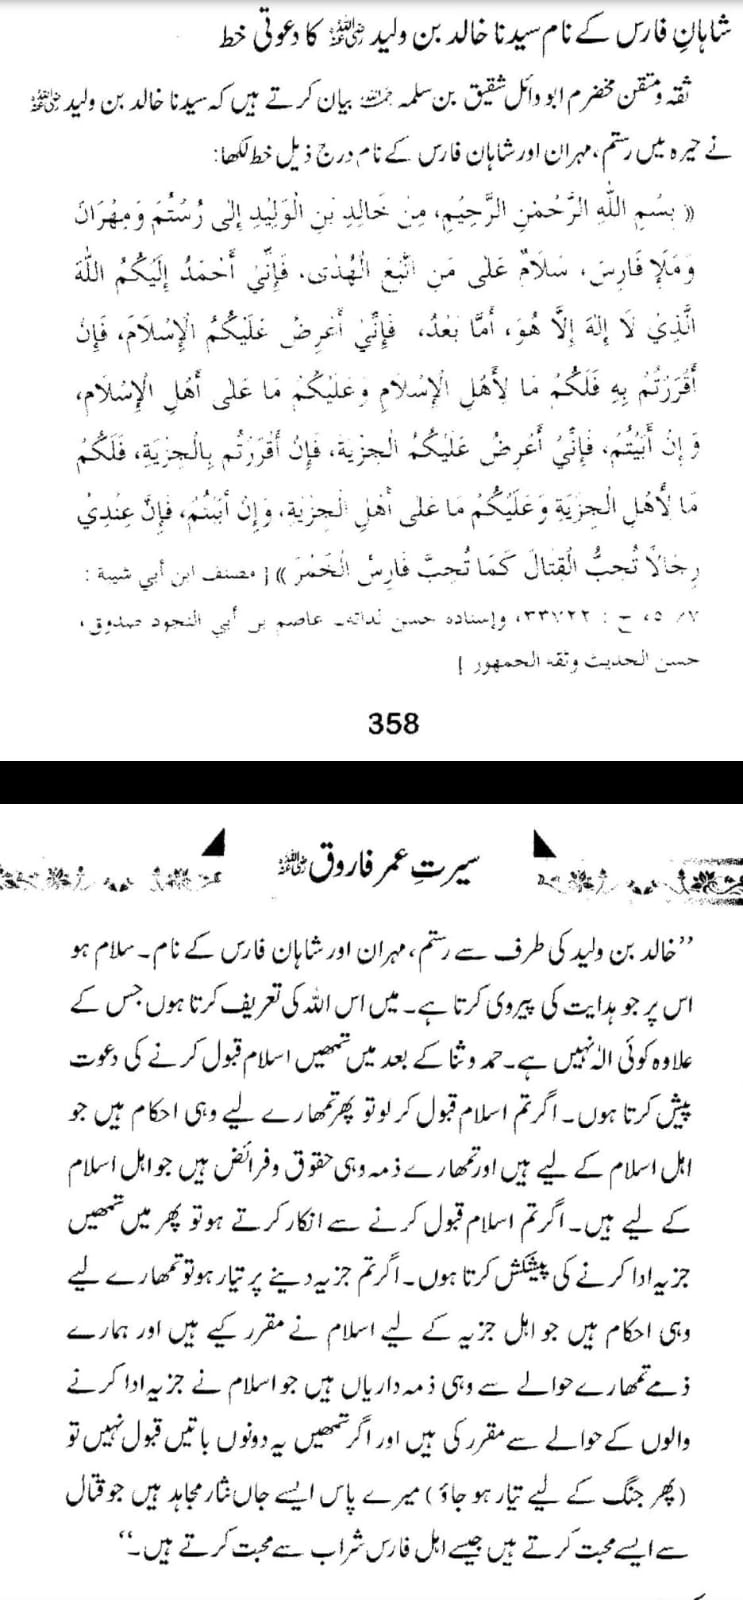 شاہانِ فارس کے نام سیدنا خالد بن ولید رضی اللہ عنہ کا دعوتی خط
ثقہ و متقن مخضرم ابو وائل شقیق بن سلمہ رحمہ اللہ بیان کرتے ہیں کہ سیدنا خالد بن ولید رضی اللہ عنہ
نے حیرہ میں رستم، مہران اور شاہان فارس کے نام درج ذیل خط لکھا:
« بِسْمِ اللّٰهِ الرَّحْمٰنِ الرَّحِيْمِ، مِنْ خَالِدِ بْنِ الْوَلِيْدِ إِلٰى رُسْتُمَ وَمِهْرَانَ
وَمَلَإِ فَارِسَ، سَلَامٌ عَلٰى مَنِ اتَّبَعَ الْهُدٰى، فَإِنِّيْ أَحْمَدُ إِلَيْكُمُ اللّٰهَ
الَّذِيْ لَا إِلٰهَ إِلَّا هُوَ، أَمَّا بَعْدُ، فَإِنِّيْ أَعْرِضُ عَلَيْكُمُ الْإِسْلَامَ، فَإِنْ
أَقْرَرْتُمْ بِهِ فَلَكُمْ مَا لِأَهْلِ الْإِسْلَامِ وَعَلَيْكُمْ مَا عَلٰى أَهْلِ الْإِسْلَامِ،
وَإِنْ أَبَيْتُمْ، فَإِنِّيْ أَعْرِضُ عَلَيْكُمُ الْجِزْيَةَ، فَإِنْ أَقْرَرْتُمْ بِالْجِزْيَةِ، فَلَكُمْ
مَا لِأَهْلِ الْجِزْيَةِ وَعَلَيْكُمْ مَا عَلٰى أَهْلِ الْجِزْيَةِ، وَإِنْ أَبَيْتُمْ، فَإِنَّ عِنْدِيْ
رِجَالًا تُحِبُّ الْقِتَالَ كَمَا تُحِبُّ فَارِسُ الْخَمْرَ » [ مصنف ابن أبي شيبة :
٧/ ٥، ح : ٣٣٧٢٢، وإسناده حسن لذاته۔ عاصم بن أبي النجود صدوق،
حسن الحديث وثقه الجمهور ]
358
سیرتِ عمر فاروق رضی اللہ عنہ
’’خالد بن ولید کی طرف سے رستم، مہران اور شاہان فارس کے نام۔ سلام ہو
اس پر جو ہدایت کی پیروی کرتا ہے۔ میں اس اللہ کی تعریف کرتا ہوں جس کے
علاوہ کوئی الٰہ نہیں ہے۔ حمد و ثنا کے بعد میں تمھیں اسلام قبول کرنے کی دعوت
پیش کرتا ہوں۔ اگر تم اسلام قبول کر لو تو پھر تمھارے لیے وہی احکام ہیں جو
اہل اسلام کے لیے ہیں اور تمھارے ذمہ وہی حقوق و فرائض ہیں جو اہل اسلام
کے لیے ہیں۔ اگر تم اسلام قبول کرنے سے انکار کرتے ہو تو پھر میں تمھیں
جزیہ ادا کرنے کی پیشکش کرتا ہوں۔ اگر تم جزیہ دینے پر تیار ہو تو تمھارے لیے
وہی احکام ہیں جو اہل جزیہ کے لیے اسلام نے مقرر کیے ہیں اور ہمارے
ذمے تمھارے حوالے سے وہی ذمہ داریاں ہیں جو اسلام نے جزیہ ادا کرنے
والوں کے حوالے سے مقرر کی ہیں اور اگر تمھیں یہ دونوں باتیں قبول نہیں تو
(پھر جنگ کے لیے تیار ہو جاؤ) میرے پاس ایسے جاں نثار مجاہد ہیں جو قتال
سے ایسے محبت کرتے ہیں جیسے اہل فارس شراب سے محبت کرتے ہیں۔‘‘